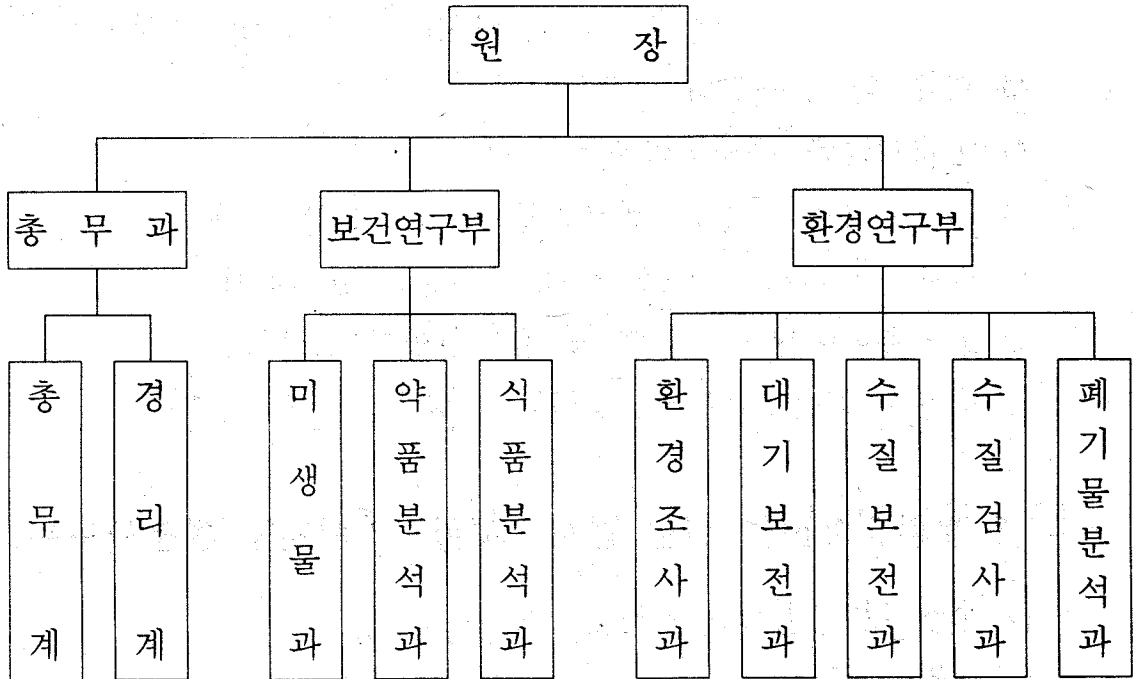 원 장
총 무 과
보건연구부
환경연구부
총무계
경리계
미생물과
약품분석과
식품분석과
환경조사과
대기보전과
수질보전과
수질검사과
폐기물분석과